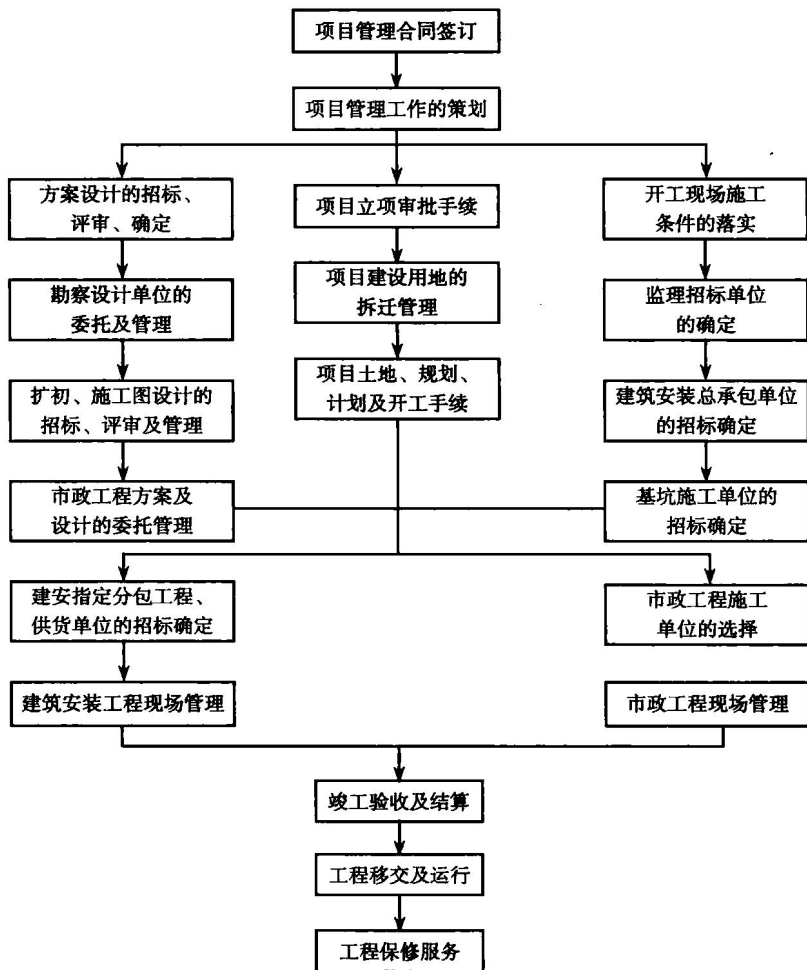 项目管理合同签订
项目管理工作的策划
方案设计的招标、
评审、确定
项目立项审批手续
开工现场施工
条件的落实
勘察设计单位的
委托及管理
项目建设用地的
拆迁管理
监理招标单位
的确定
扩初、施工图设计的
招标、评审及管理
项目土地、规划、
计划及开工手续
建筑安装总承包单位
的招标确定
市政工程方案及
设计的委托管理
基坑施工单位的
招标确定
建安指定分包工程、
供货单位的招标确定
市政工程施工
单位的选择
建筑安装工程现场管理
市政工程现场管理
竣工验收及结算
工程移交及运行
工程保修服务